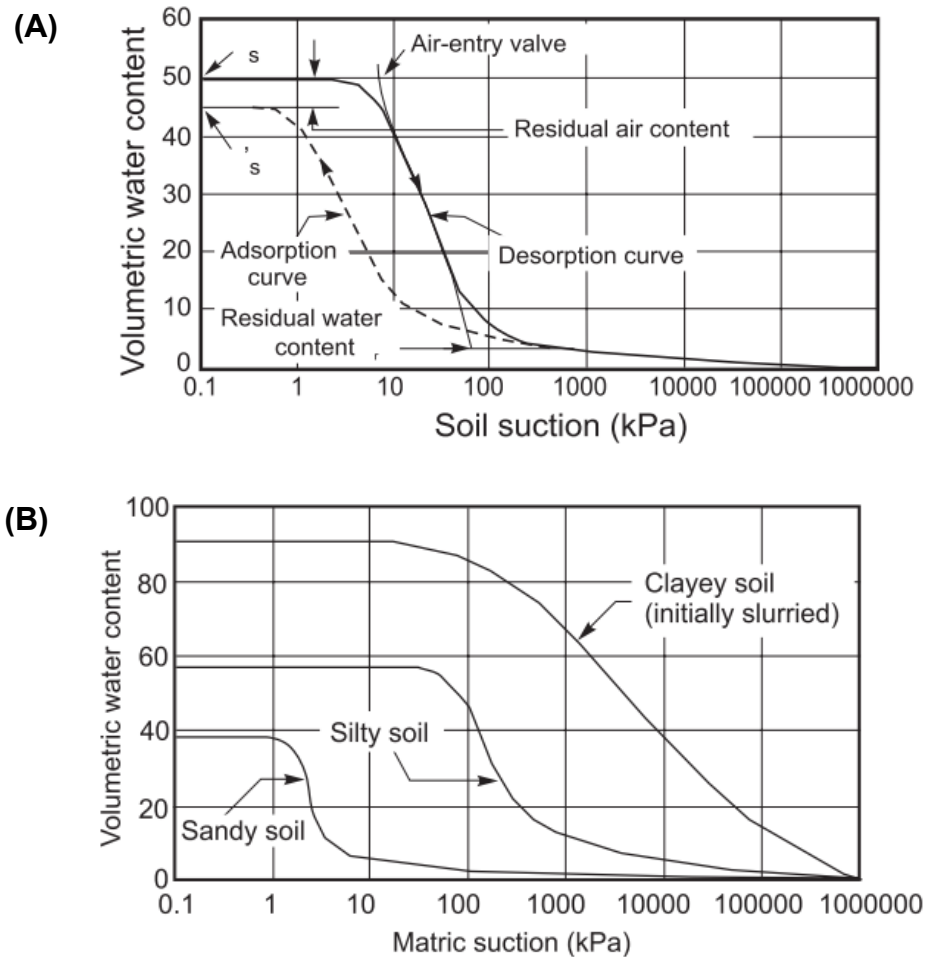 (A)
Volumetric water content
60
50
40
30
20
10
0
s
,
s
Air-entry valve
Residual air content
Adsorption
curve
Desorption curve
Residual water
content r
0.1 1 10 100 1000 10000 100000 1000000
Soil suction (kPa)
(B)
Volumetric water content
100
80
60
40
20
0
Clayey soil
(initially slurried)
Silty soil
Sandy soil
0.1 1 10 100 1000 10000 100000 1000000
Matric suction (kPa)